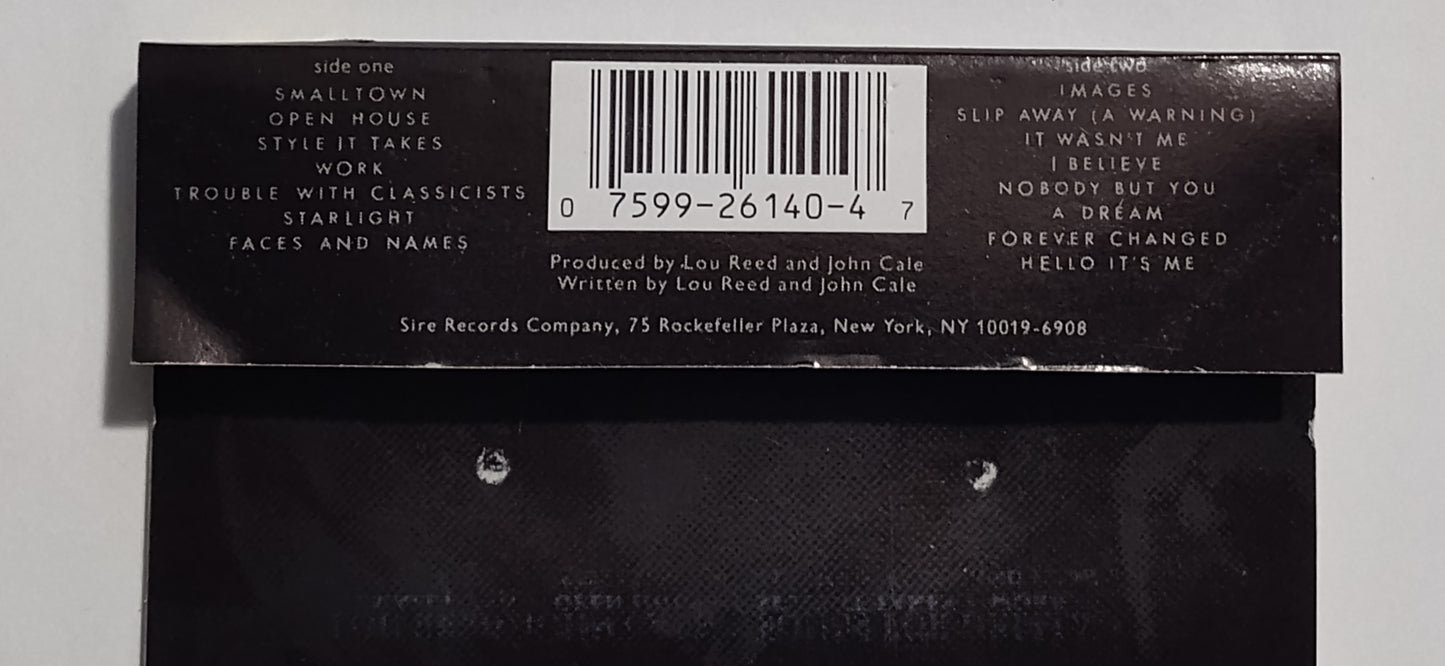 side one
SMALLTOWN
OPEN HOUSE
STYLE IT TAKES
WORK
TROUBLE WITH CLASSICISTS
STARLIGHT
FACES AND NAMES
0 7599-26140-4 7
Produced by Lou Reed and John Cale
Written by Lou Reed and John Cale
side two
IMAGES
SLIP AWAY (A WARNING)
IT WASN'T ME
I BELIEVE
NOBODY BUT YOU
A DREAM
FOREVER CHANGED
HELLO IT'S ME
Sire Records Company, 75 Rockefeller Plaza, New York, NY 10019-6908